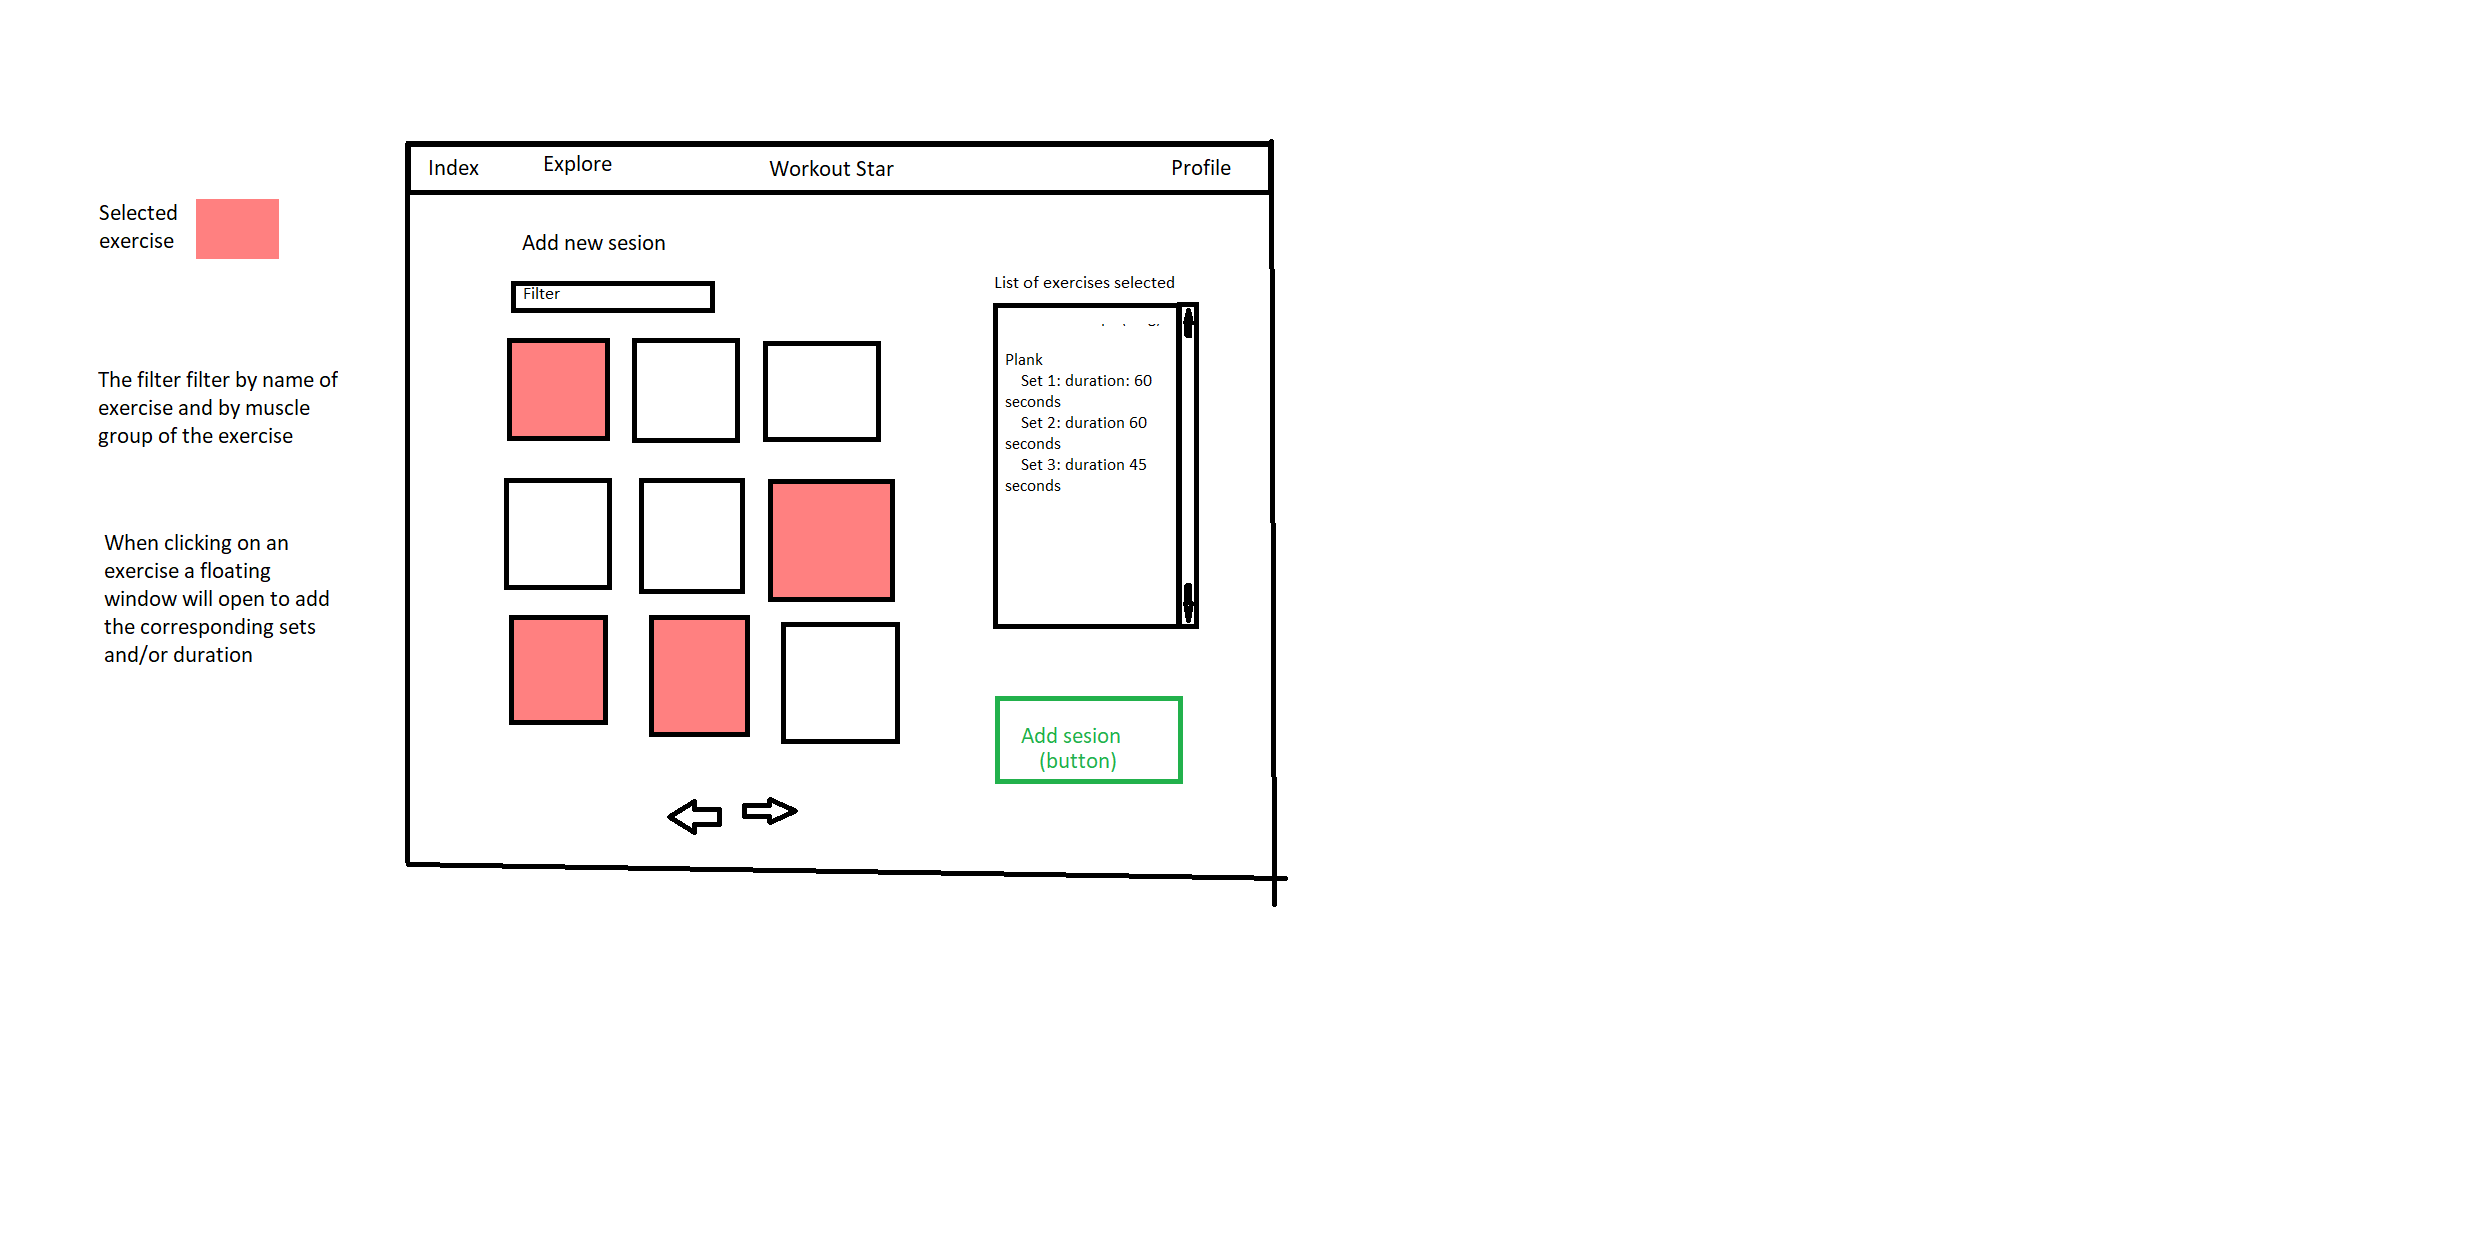 Index
Explore
Workout Star
Profile
Selected
exercise
Add new sesion
Filter
List of exercises selected
Plank
Set 1: duration: 60
seconds
Set 2: duration 60
seconds
Set 3: duration 45
seconds
The filter filter by name of
exercise and by muscle
group of the exercise
When clicking on an
exercise a floating
window will open to add
the corresponding sets
and/or duration
Add sesion
(button)